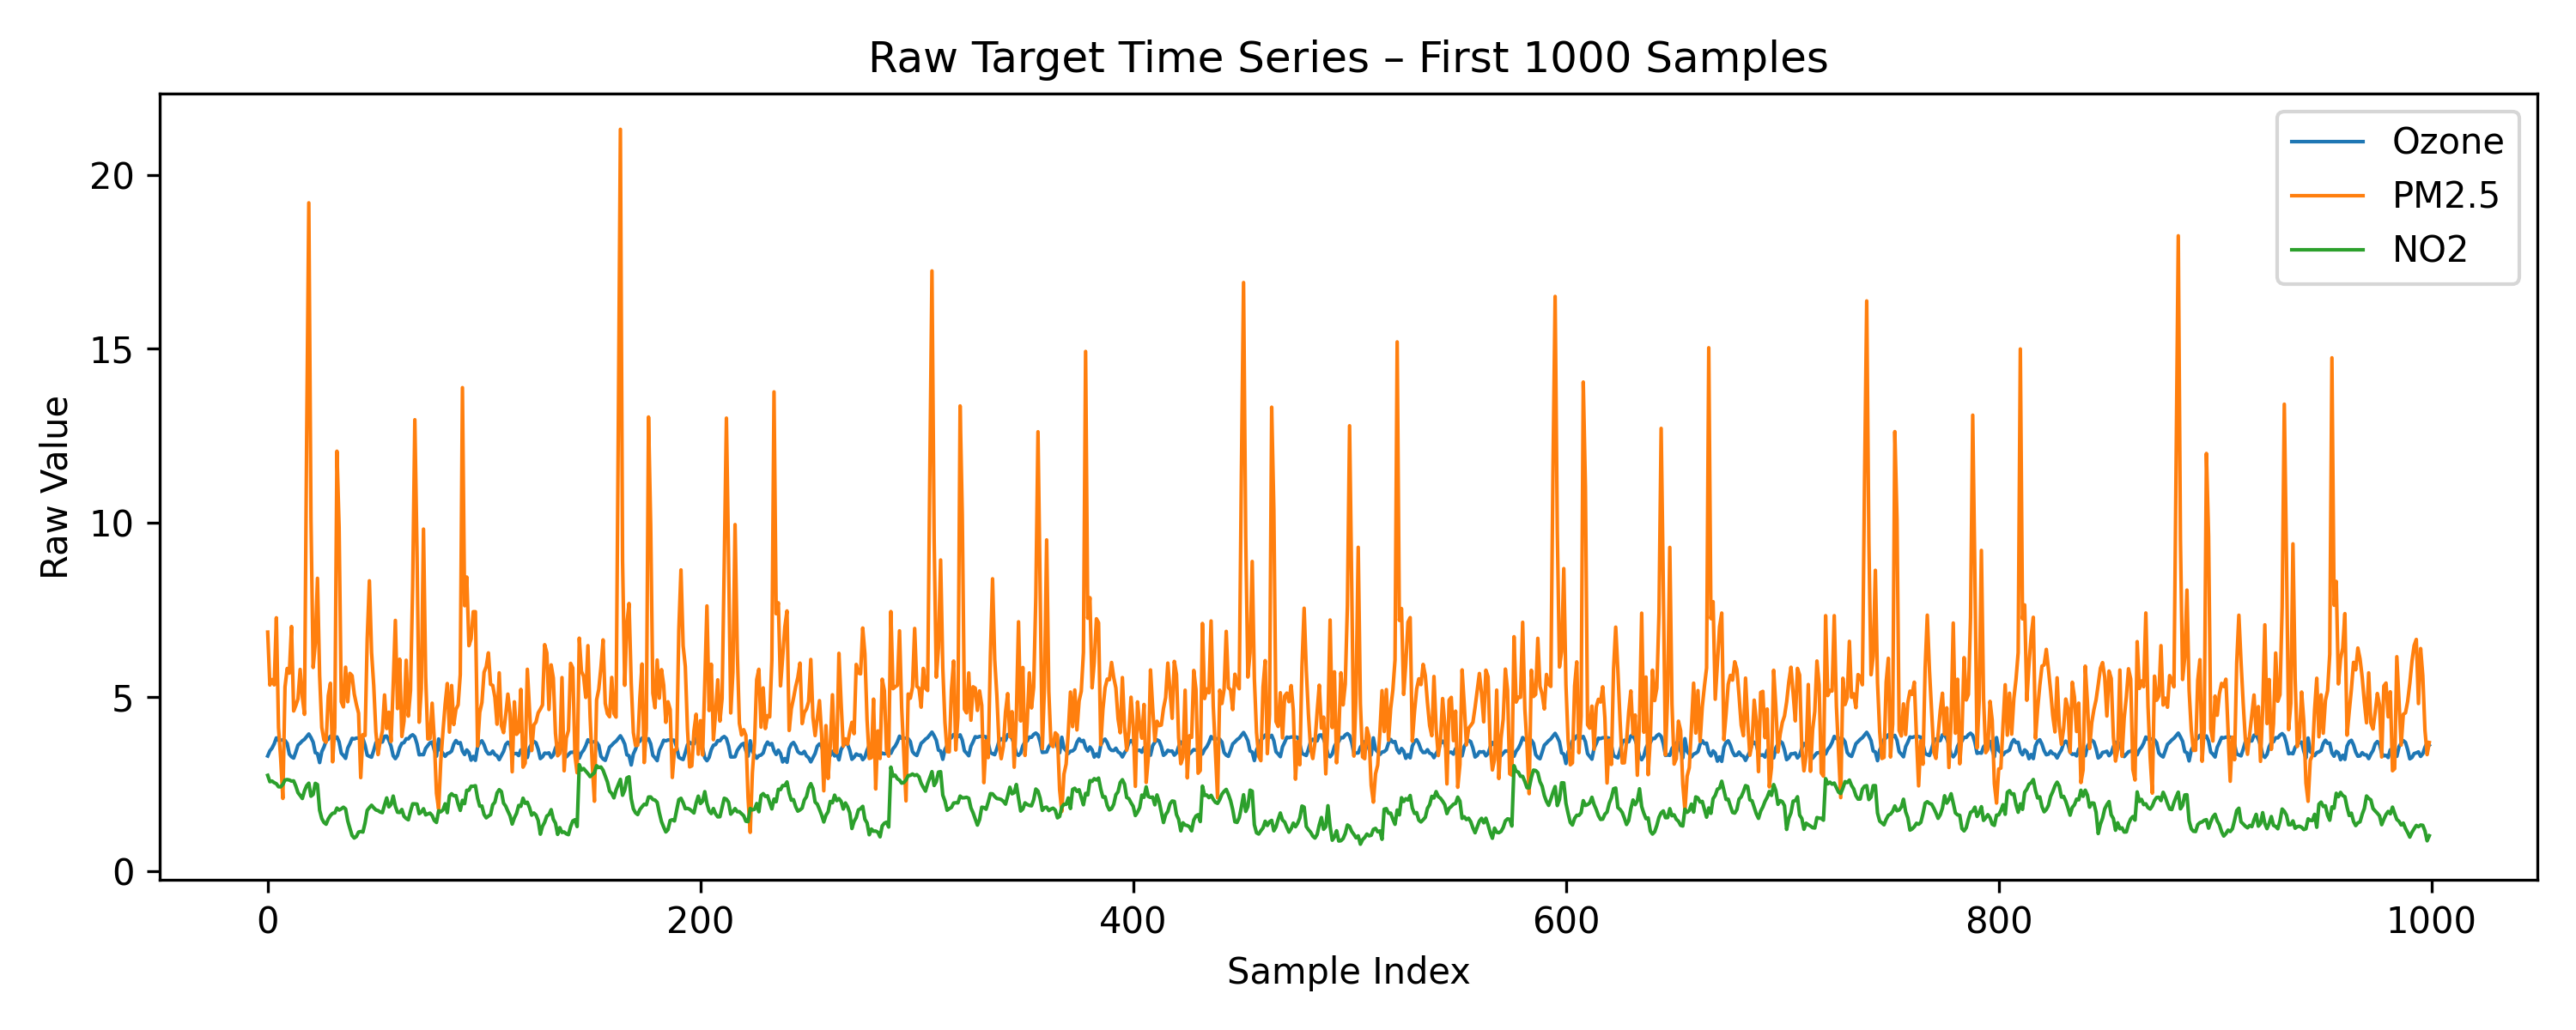 Raw Target Time Series – First 1000 Samples
Ozone
PM2.5
NO2
20
15
10
5
0
Raw Value
0 200 400 600 800 1000
Sample Index